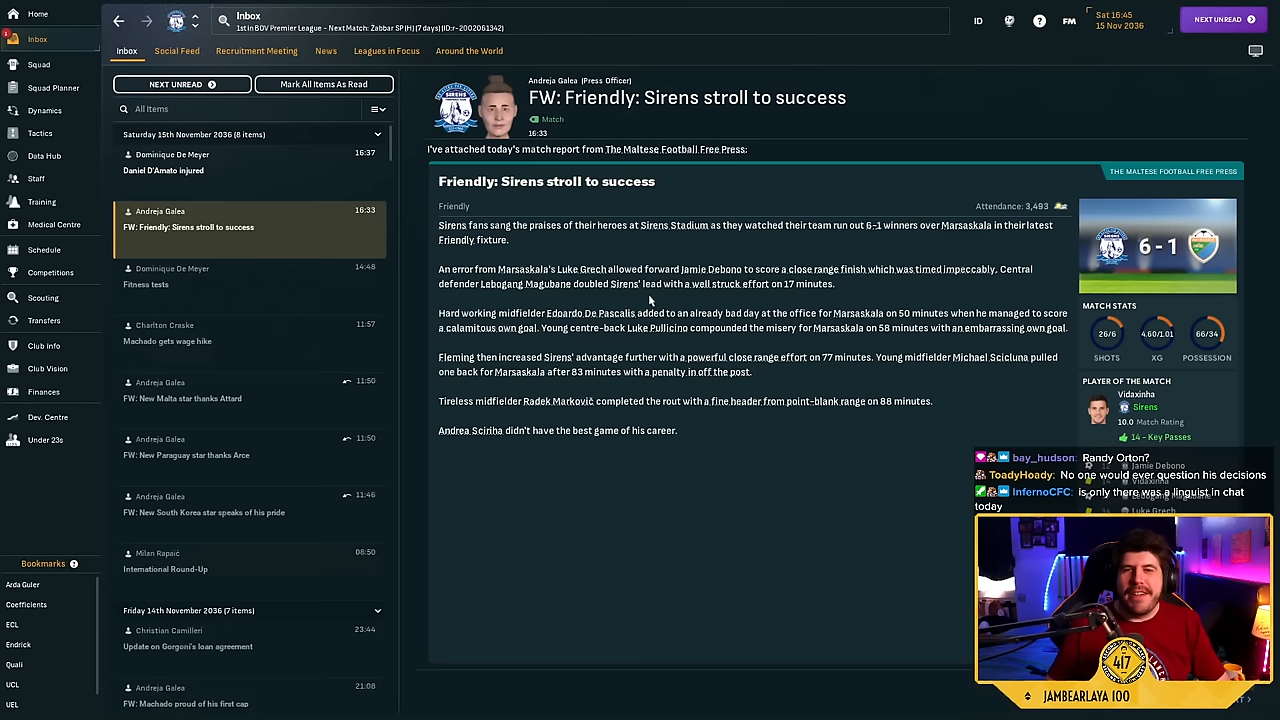 Home
Inbox
1st in BOV Premier League - Next Match: Żabbar SP (H) (7 days) (ID:r-2002061342)
ID
FM
Sat 16:45
15 Nov 2036
NEXT UNREAD
1
Inbox
Squad
Squad Planner
Dynamics
Tactics
Data Hub
Staff
Training
Medical Centre
Schedule
Competitions
Scouting
Transfers
Club Info
Club Vision
Finances
Dev. Centre
Under 23s
Bookmarks
Arda Guler
Coefficients
ECL
Endrick
Quali
UCL
UEL
Inbox
Social Feed
Recruitment Meeting
News
Leagues in Focus
Around the World
NEXT UNREAD
Mark All Items As Read
All Items
Saturday 15th November 2036 (8 items)
Dominique De Meyer 16:37
Daniel D'Amato injured
Andreja Galea 16:33
FW: Friendly: Sirens stroll to success
Dominique De Meyer 14:48
Fitness tests
Charlton Craske 11:57
Machado gets wage hike
Andreja Galea 11:50
FW: New Malta star thanks Attard
Andreja Galea 11:50
FW: New Paraguay star thanks Arce
Andreja Galea 11:46
FW: New South Korea star speaks of his pride
Milan Rapaić 08:50
International Round-Up
Friday 14th November 2036 (7 items)
Christian Camilleri 23:44
Update on Gorgoni's loan agreement
Andreja Galea 21:08
FW: Machado proud of his first cap
SIRENS
Andreja Galea (Press Officer)
FW: Friendly: Sirens stroll to success
Match
16:33
I've attached today's match report from The Maltese Football Free Press:
THE MALTESE FOOTBALL FREE PRESS
Friendly: Sirens stroll to success
Friendly
Attendance: 3,493
Sirens fans sang the praises of their heroes at Sirens Stadium as they watched their team run out 6-1 winners over Marsaskala in their latest
Friendly fixture.
An error from Marsaskala's Luke Grech allowed forward Jamie Debono to score a close range finish which was timed impeccably. Central
defender Lebogang Magubane doubled Sirens' lead with a well struck effort on 17 minutes.
Hard working midfielder Edoardo De Pascalis added to an already bad day at the office for Marsaskala on 50 minutes when he managed to score
a calamitous own goal. Young centre-back Luke Pullicino compounded the misery for Marsaskala on 58 minutes with an embarrassing own goal.
Fleming then increased Sirens' advantage further with a powerful close range effort on 77 minutes. Young midfielder Michael Scicluna pulled
one back for Marsaskala after 83 minutes with a penalty in off the post.
Tireless midfielder Radek Marković completed the rout with a fine header from point-blank range on 88 minutes.
Andrea Sciriha didn't have the best game of his career.
6 - 1
MATCH STATS
26/6
4.60/1.01
66/34
SHOTS
XG
POSSESSION
PLAYER OF THE MATCH
Vidaxinha
Sirens
10.0 Match Rating
14 - Key Passes
Jamie Debono
Vidaxinha
Lebogang Magubane
Luke Grech
bay_hudson: Randy Orton?
ToadyHoady: No one would ever question his decisions
InfernoCFC: is only there was a linguist in chat
today
417
JAMBEARLAYA 100